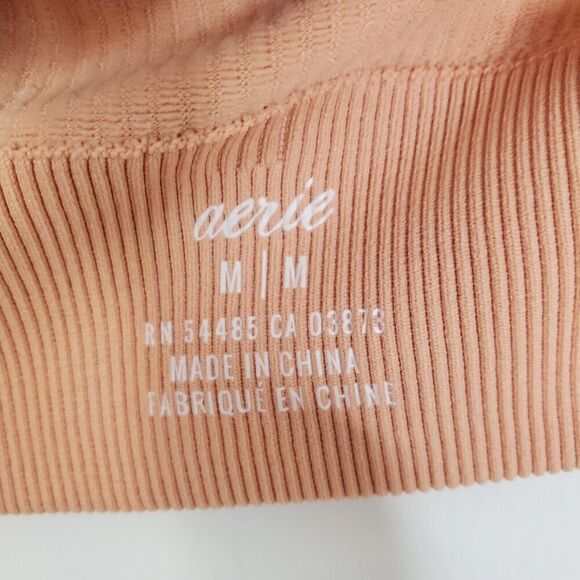 aerie
M | M
RN 54485 CA 03873
MADE IN CHINA
FABRIQUÉ EN CHINE